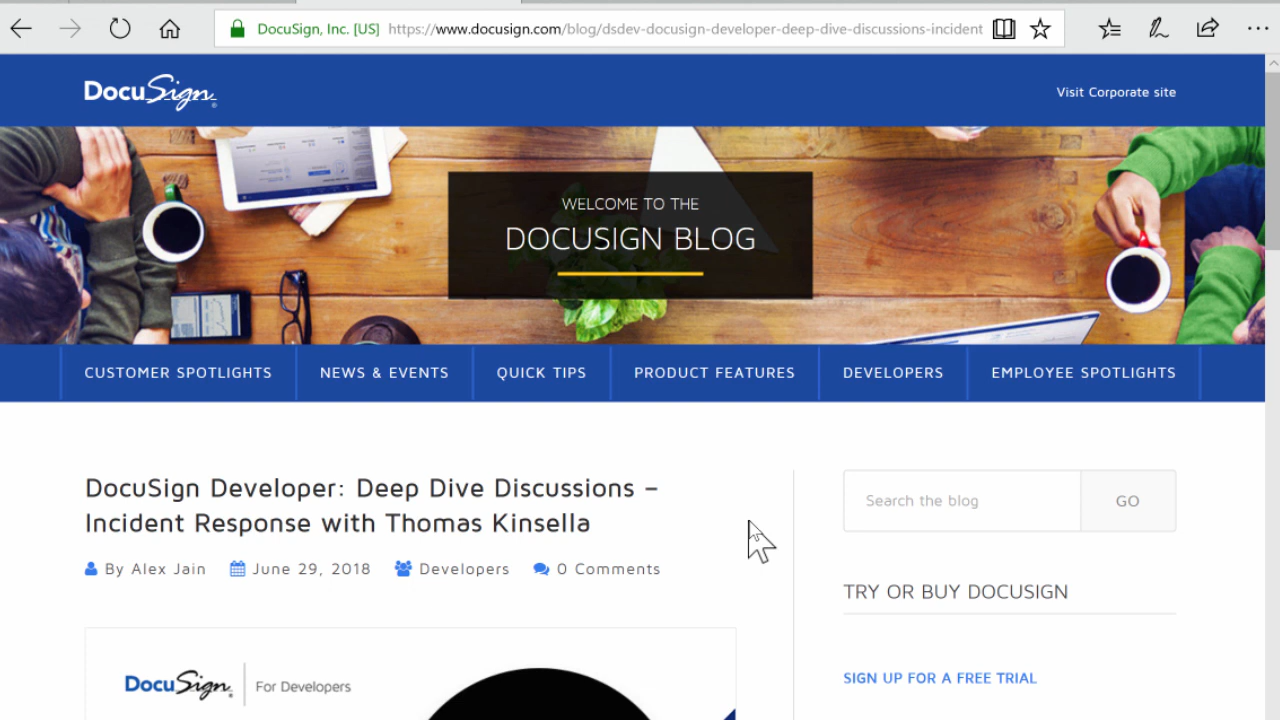 DocuSign, Inc. [US] https://www.docusign.com/blog/dsdev-docusign-developer-deep-dive-discussions-incident
DocuSign
Visit Corporate site
WELCOME TO THE
DOCUSIGN BLOG
CUSTOMER SPOTLIGHTS NEWS & EVENTS QUICK TIPS PRODUCT FEATURES DEVELOPERS EMPLOYEE SPOTLIGHTS
DocuSign Developer: Deep Dive Discussions –
Incident Response with Thomas Kinsella
By Alex Jain June 29, 2018 Developers 0 Comments
Search the blog GO
TRY OR BUY DOCUSIGN
SIGN UP FOR A FREE TRIAL
DocuSign For Developers